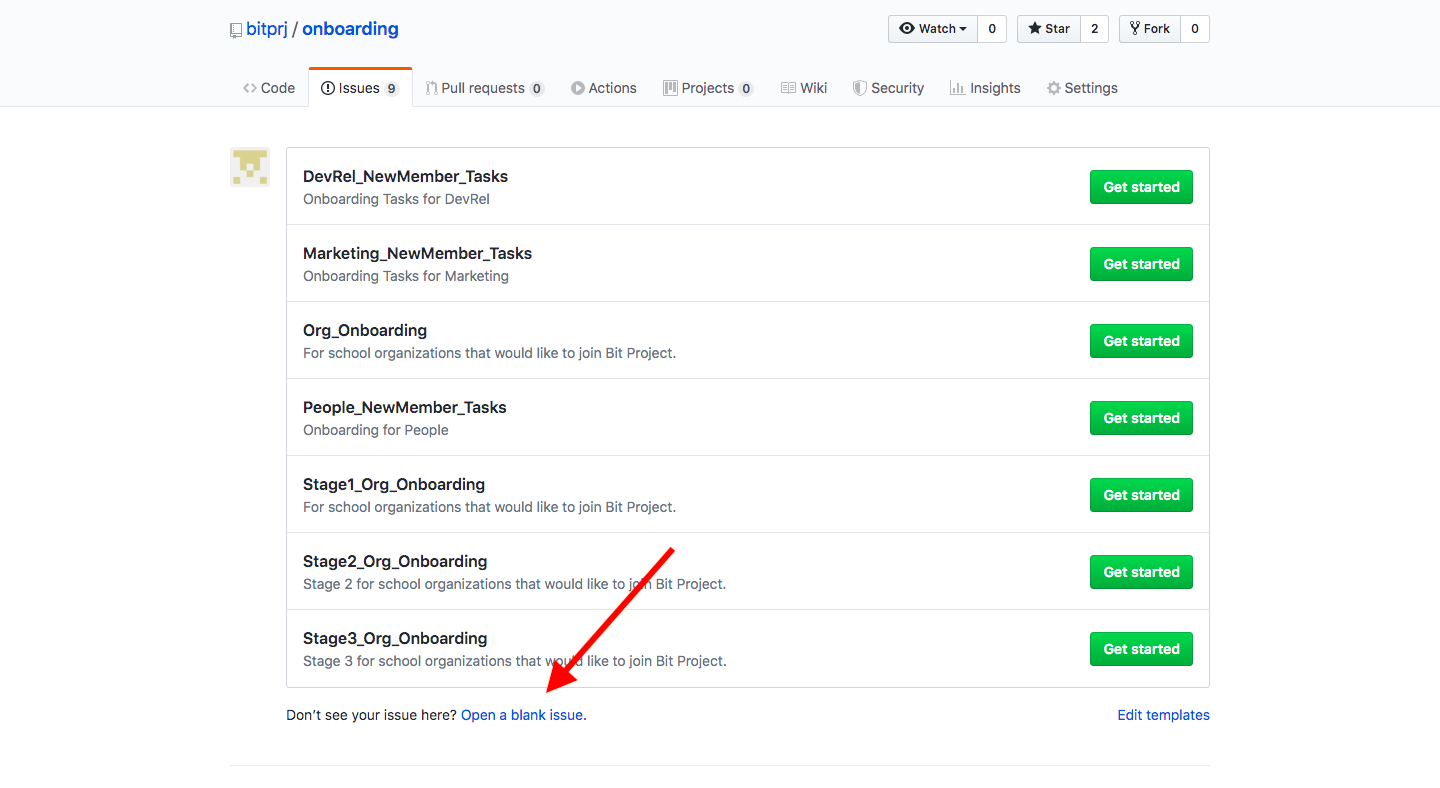 bitprj / onboarding
Watch 0 Star 2 Fork 0
Code Issues 9 Pull requests 0 Actions Projects 0 Wiki Security Insights Settings
DevRel_NewMember_Tasks
Onboarding Tasks for DevRel
Get started
Marketing_NewMember_Tasks
Onboarding Tasks for Marketing
Get started
Org_Onboarding
For school organizations that would like to join Bit Project.
Get started
People_NewMember_Tasks
Onboarding for People
Get started
Stage1_Org_Onboarding
For school organizations that would like to join Bit Project.
Get started
Stage2_Org_Onboarding
Stage 2 for school organizations that would like to join Bit Project.
Get started
Stage3_Org_Onboarding
Stage 3 for school organizations that would like to join Bit Project.
Get started
Don’t see your issue here? Open a blank issue. Edit templates